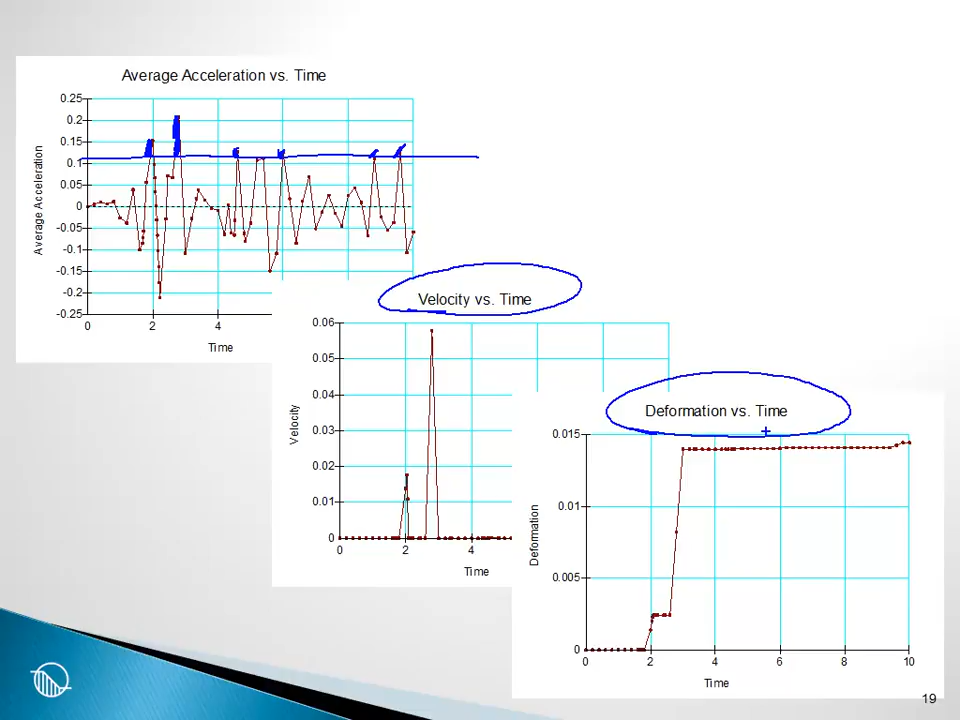 Average Acceleration vs. Time
0.25
0.2
0.15
0.1
0.05
0
-0.05
-0.1
-0.15
-0.2
-0.25
Average Acceleration
0 2 4
Time
Velocity vs. Time
0.06
0.05
0.04
0.03
0.02
0.01
0
Velocity
0 2 4
Time
Deformation vs. Time
0.015
0.01
0.005
0
Deformation
0 2 4 6 8 10
Time
19